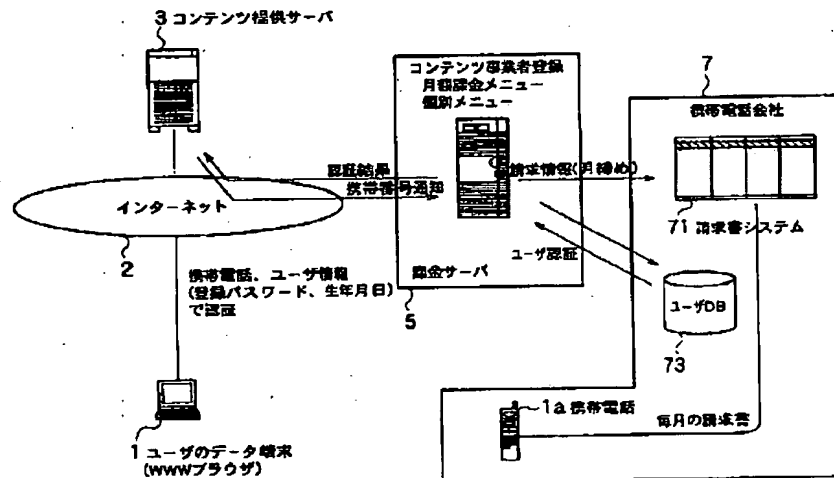 3 コンテンツ提供サーバ
コンテンツ事業者登録
月額課金メニュー
個別メニュー
7
携帯電話会社
認証結果
携帯番号通知
請求情報(月締め)
インターネット
2
71 請求書システム
ユーザ認証
課金サーバ
5
携帯電話、ユーザ情報
(登録パスワード、生年月日)
で認証
ユーザDB
73
1a 携帯電話
毎月の請求書
1 ユーザのデータ端末
(WWWブラウザ)